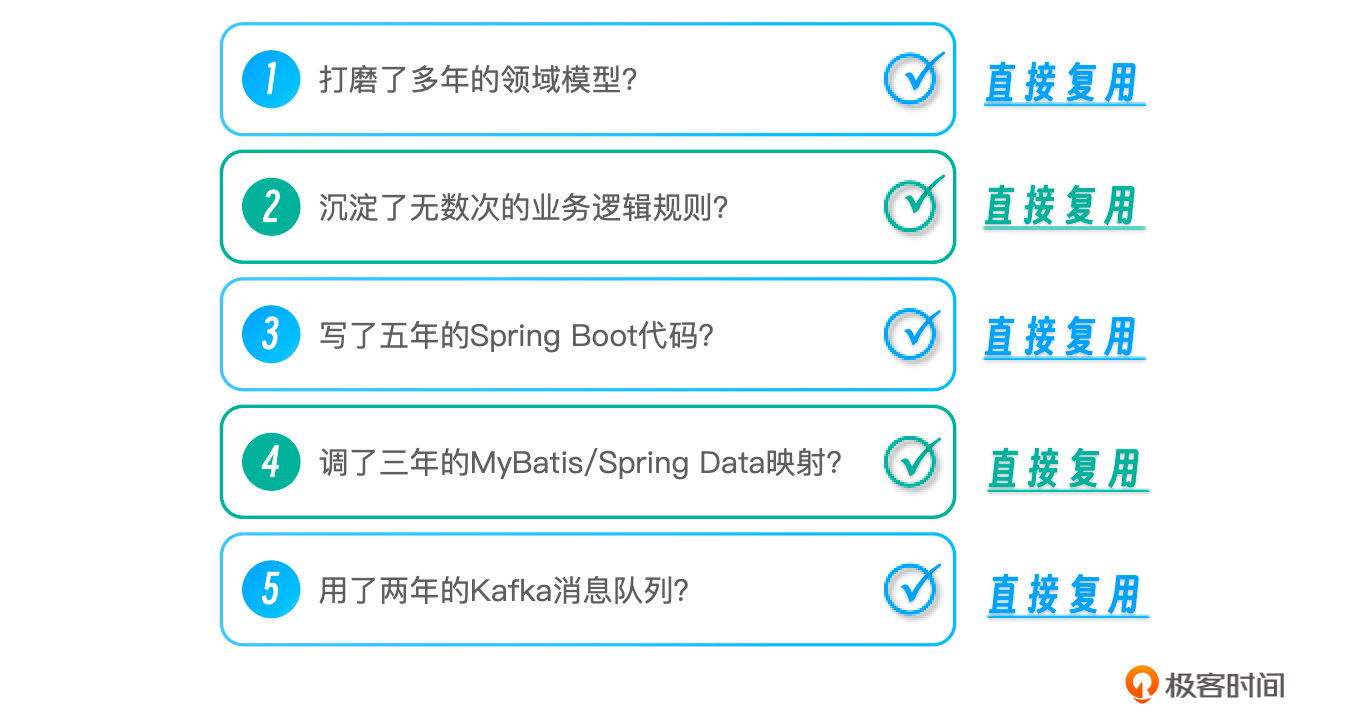 1 打磨了多年的领域模型? 直接复用
2 沉淀了无数次的业务逻辑规则? 直接复用
3 写了五年的Spring Boot代码? 直接复用
4 调了三年的MyBatis/Spring Data映射? 直接复用
5 用了两年的Kafka消息队列? 直接复用
极客时间